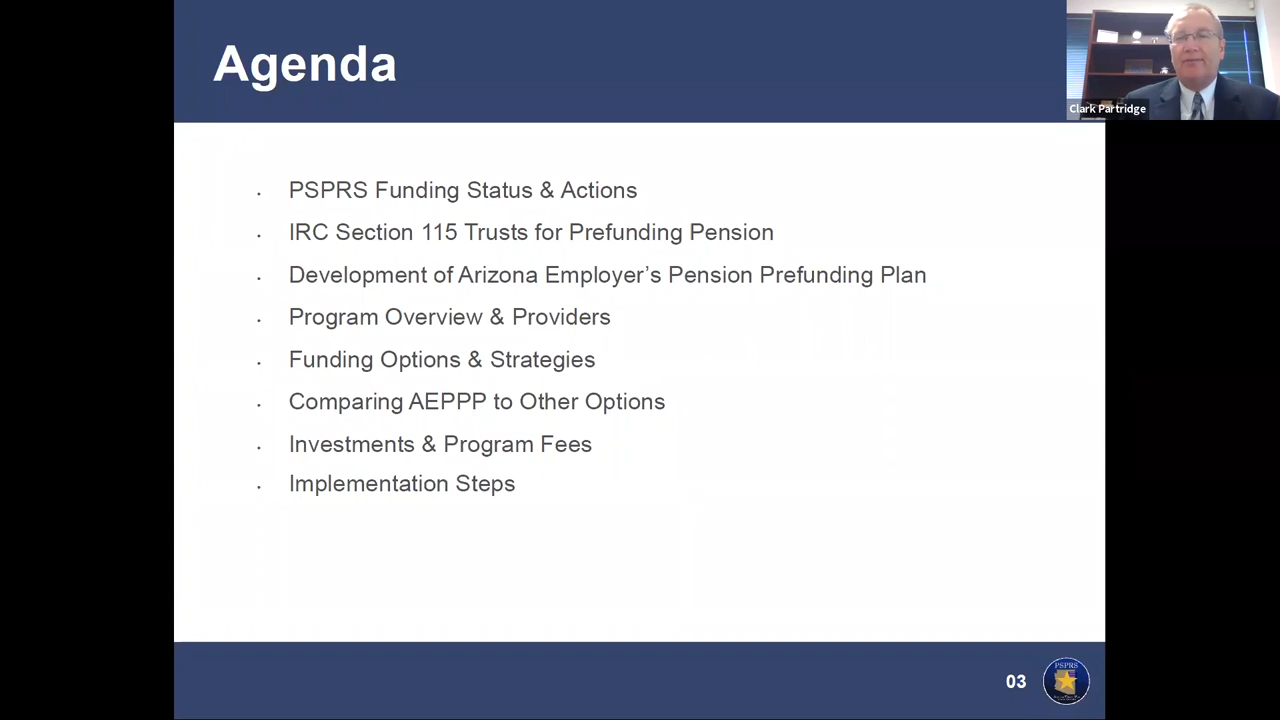 Agenda
Clark Partridge
PSPRS Funding Status & Actions
IRC Section 115 Trusts for Prefunding Pension
Development of Arizona Employer’s Pension Prefunding Plan
Program Overview & Providers
Funding Options & Strategies
Comparing AEPPP to Other Options
Investments & Program Fees
Implementation Steps
03
PSPRS